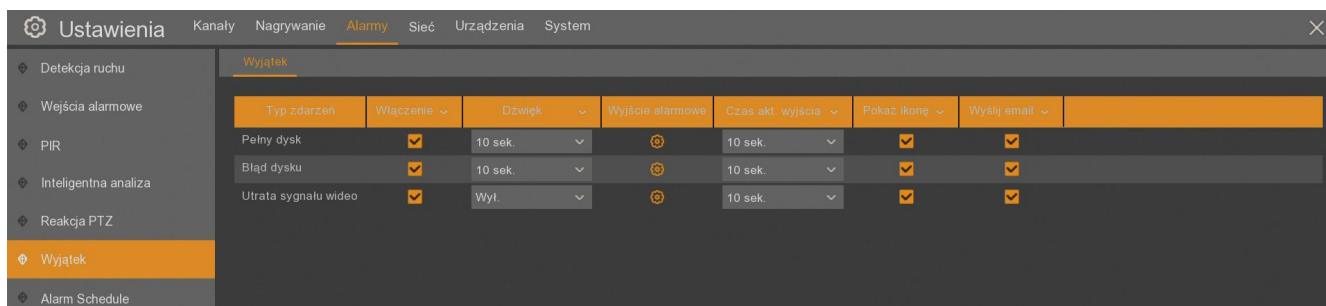 Ustawienia Kanały Nagrywanie Alarmy Sieć Urządzenia System
Detekcja ruchu
Wejścia alarmowe
PIR
Inteligentna analiza
Reakcja PTZ
Wyjątek
Alarm Schedule
Wyjątek
Typ zdarzeń Włączenie Dźwięk Wyjście alarmowe Czas akt. wyjścia Pokaż ikonę Wyślij email
Pełny dysk 10 sek. 10 sek.
Błąd dysku 10 sek. 10 sek.
Utrata sygnału wideo Wył. 10 sek.